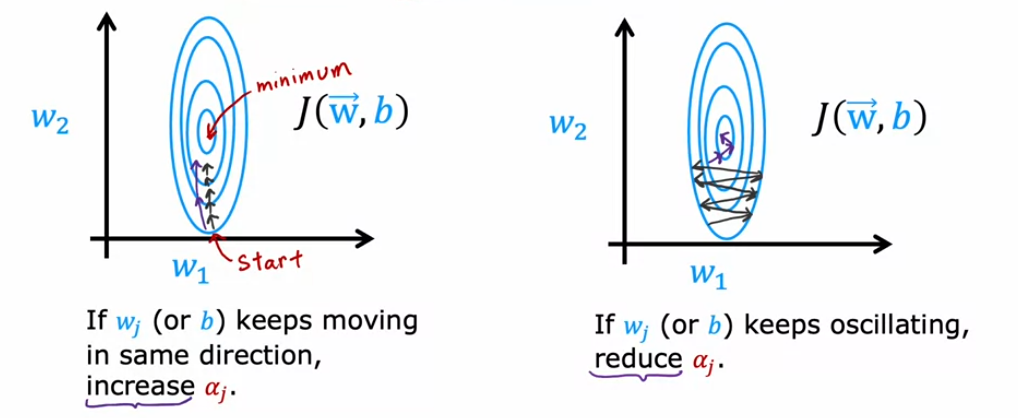 minimum
w₂
J(w⃗, b)
w₁
start
If wⱼ (or b) keeps moving
in same direction,
increase αⱼ.
w₂
J(w⃗, b)
w₁
If wⱼ (or b) keeps oscillating,
reduce αⱼ.